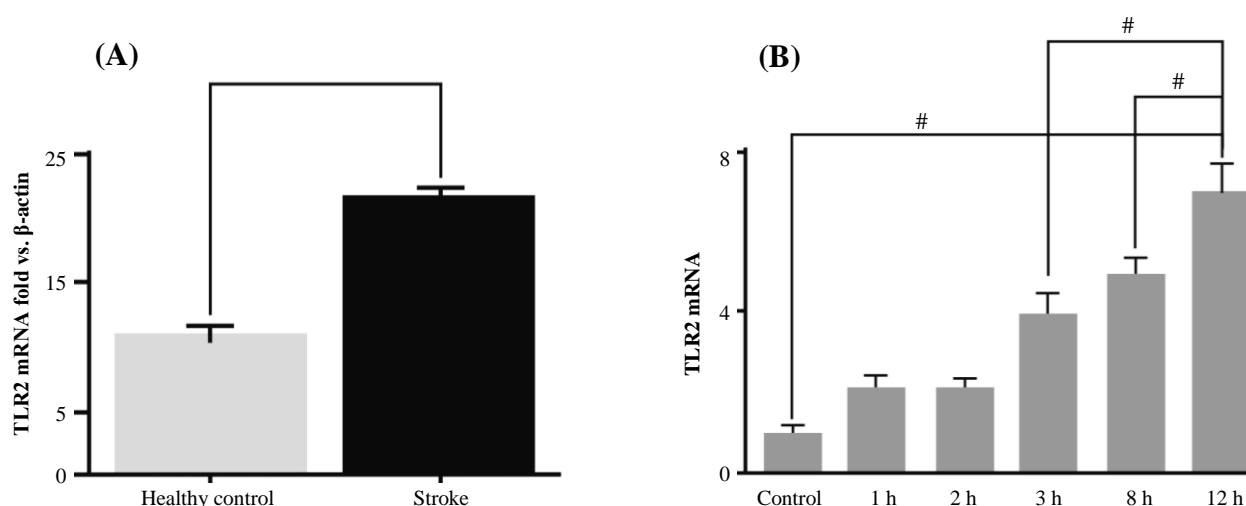 (A)
TLR2 mRNA fold vs. β-actin
25
15
5
0
Healthy control Stroke
(B)
#
#
#
TLR2 mRNA
8
4
0
Control 1 h 2 h 3 h 8 h 12 h